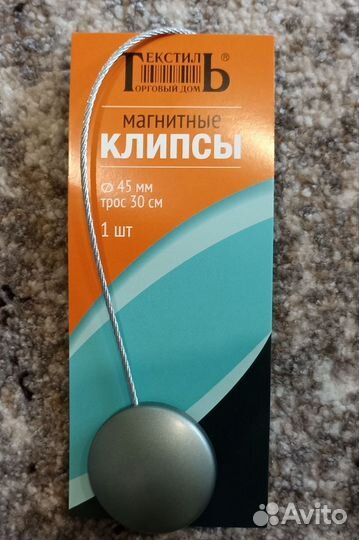 ТЕКСТИЛЬ®
ТОРГОВЫЙ ДОМ
МАГНИТНЫЕ
КЛИПСЫ
⌀ 45 мм
трос 30 см
1 шт
Avito